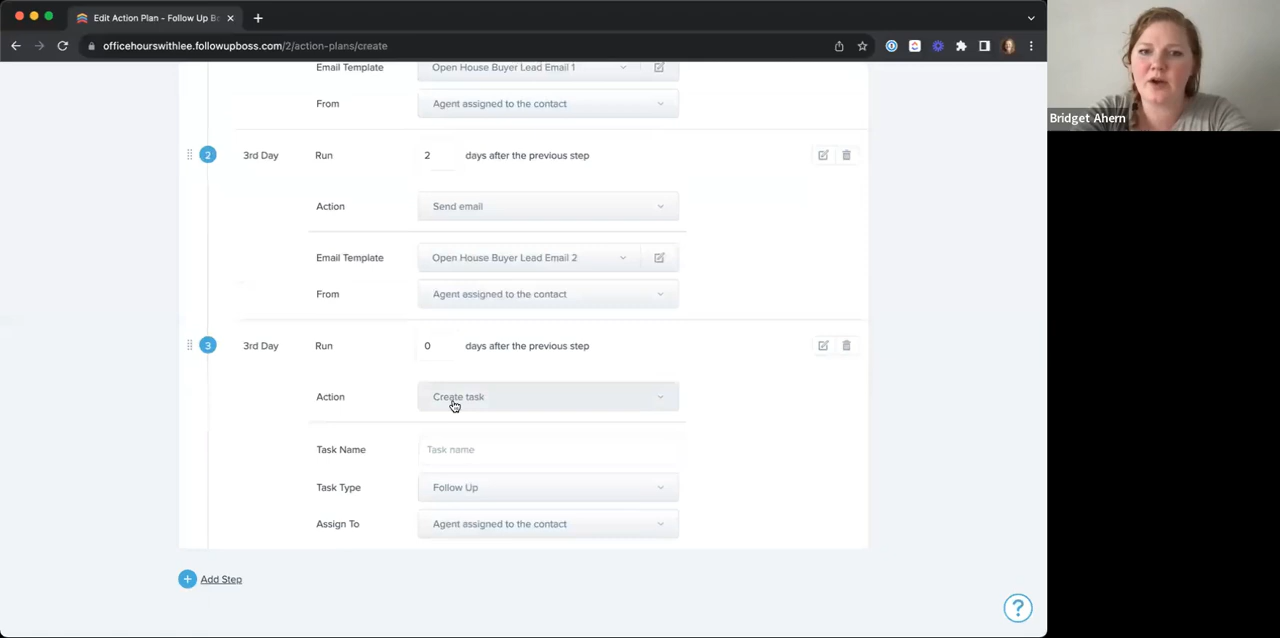 Edit Action Plan - Follow Up B
officehourswithlee.followupboss.com/2/action-plans/create
Email Template Open House Buyer Lead Email 1
From Agent assigned to the contact
2 3rd Day Run 2 days after the previous step
Action Send email
Email Template Open House Buyer Lead Email 2
From Agent assigned to the contact
3 3rd Day Run 0 days after the previous step
Action Create task
Task Name Task name
Task Type Follow Up
Assign To Agent assigned to the contact
+ Add Step
?
Bridget Ahern